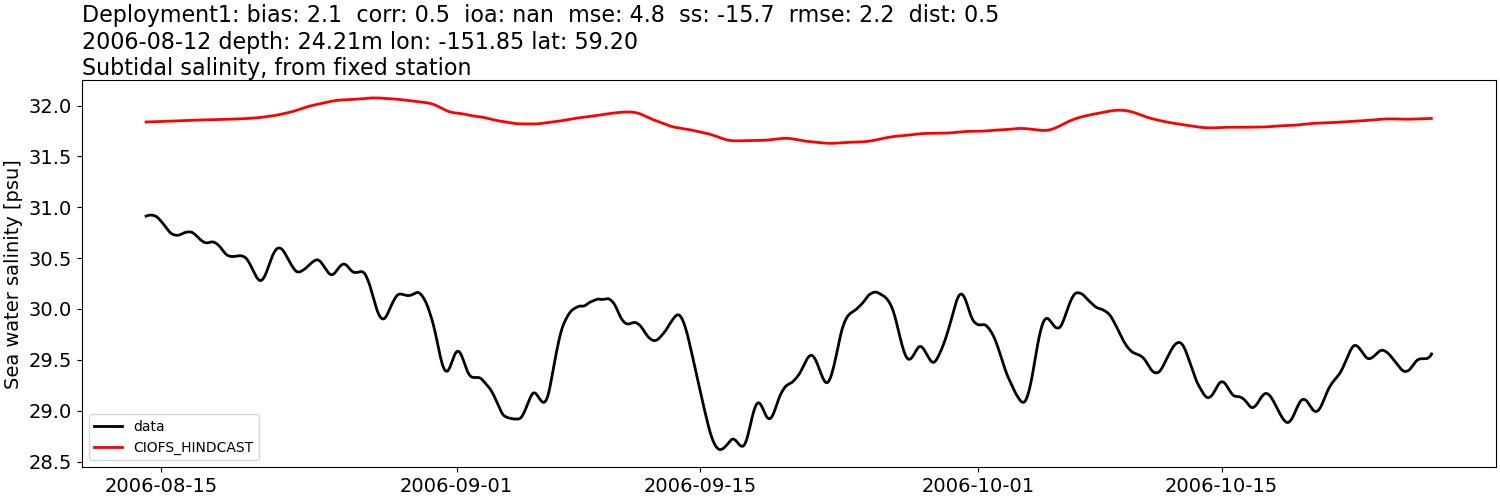 Deployment1: bias: 2.1  corr: 0.5  ioa: nan  mse: 4.8  ss: -15.7  rmse: 2.2  dist: 0.5
2006-08-12 depth: 24.21m lon: -151.85 lat: 59.20
Subtidal salinity, from fixed station
Sea water salinity [psu]
32.0
31.5
31.0
30.5
30.0
29.5
29.0
28.5
data
CIOFS_HINDCAST
2006-08-15
2006-09-01
2006-09-15
2006-10-01
2006-10-15